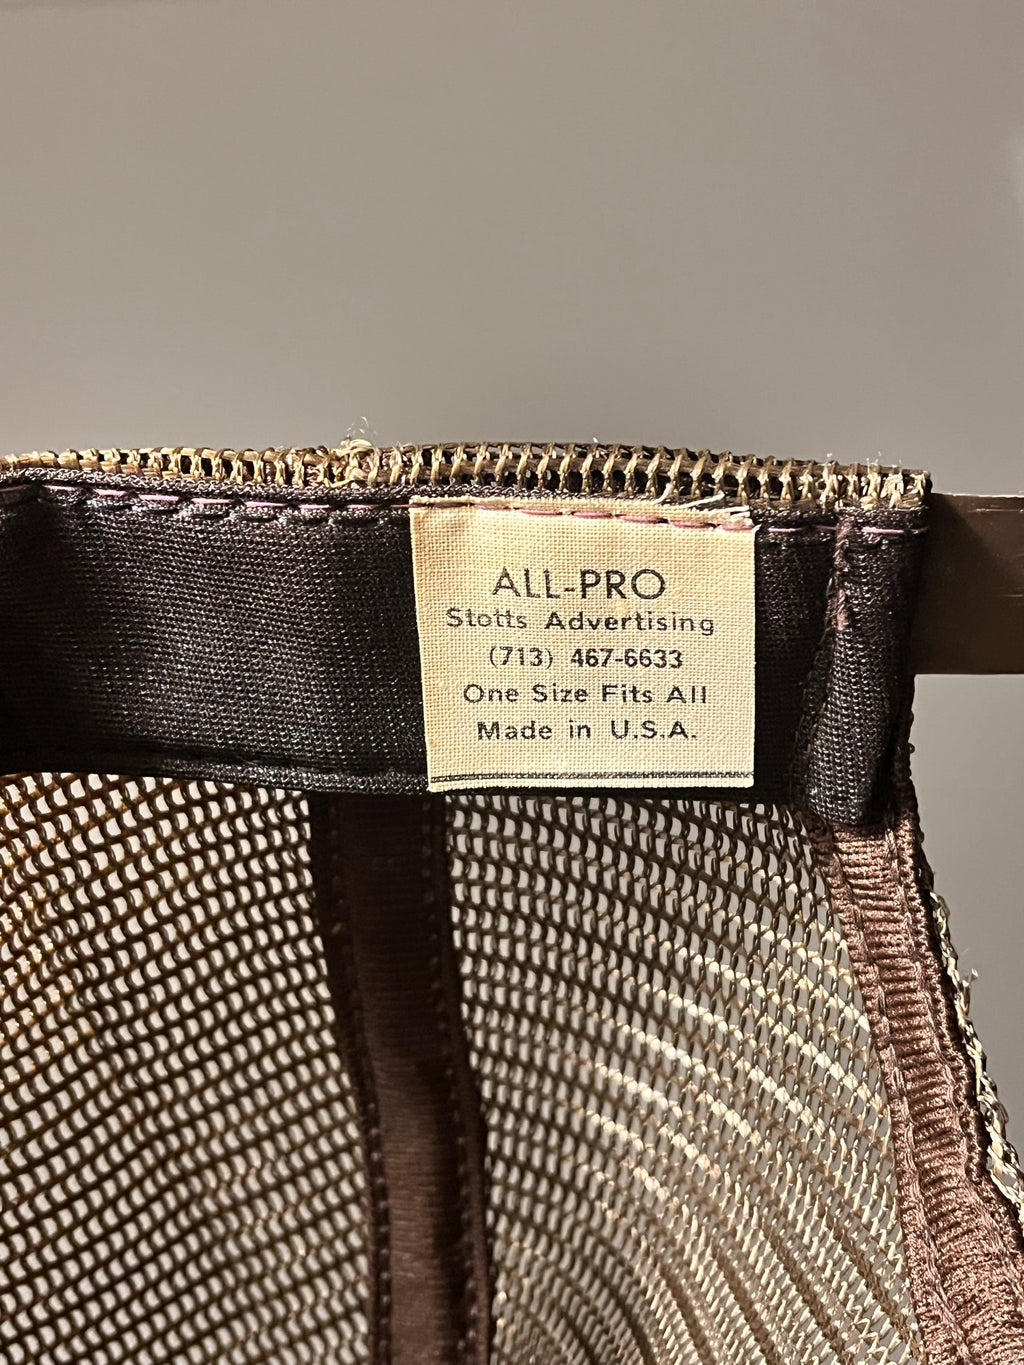 ALL-PRO
Stotts Advertising
(713) 467-6633
One Size Fits All
Made in U.S.A.